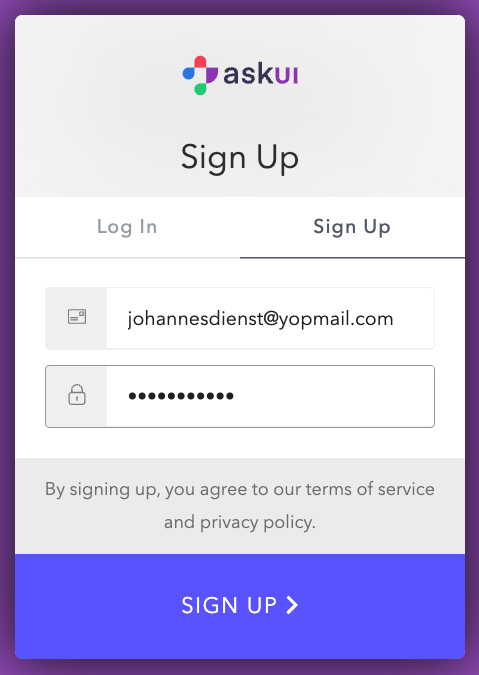 askui
Sign Up
Log In
Sign Up
johannesdienst@yopmail.com
•••••••••••
By signing up, you agree to our terms of service
and privacy policy.
SIGN UP